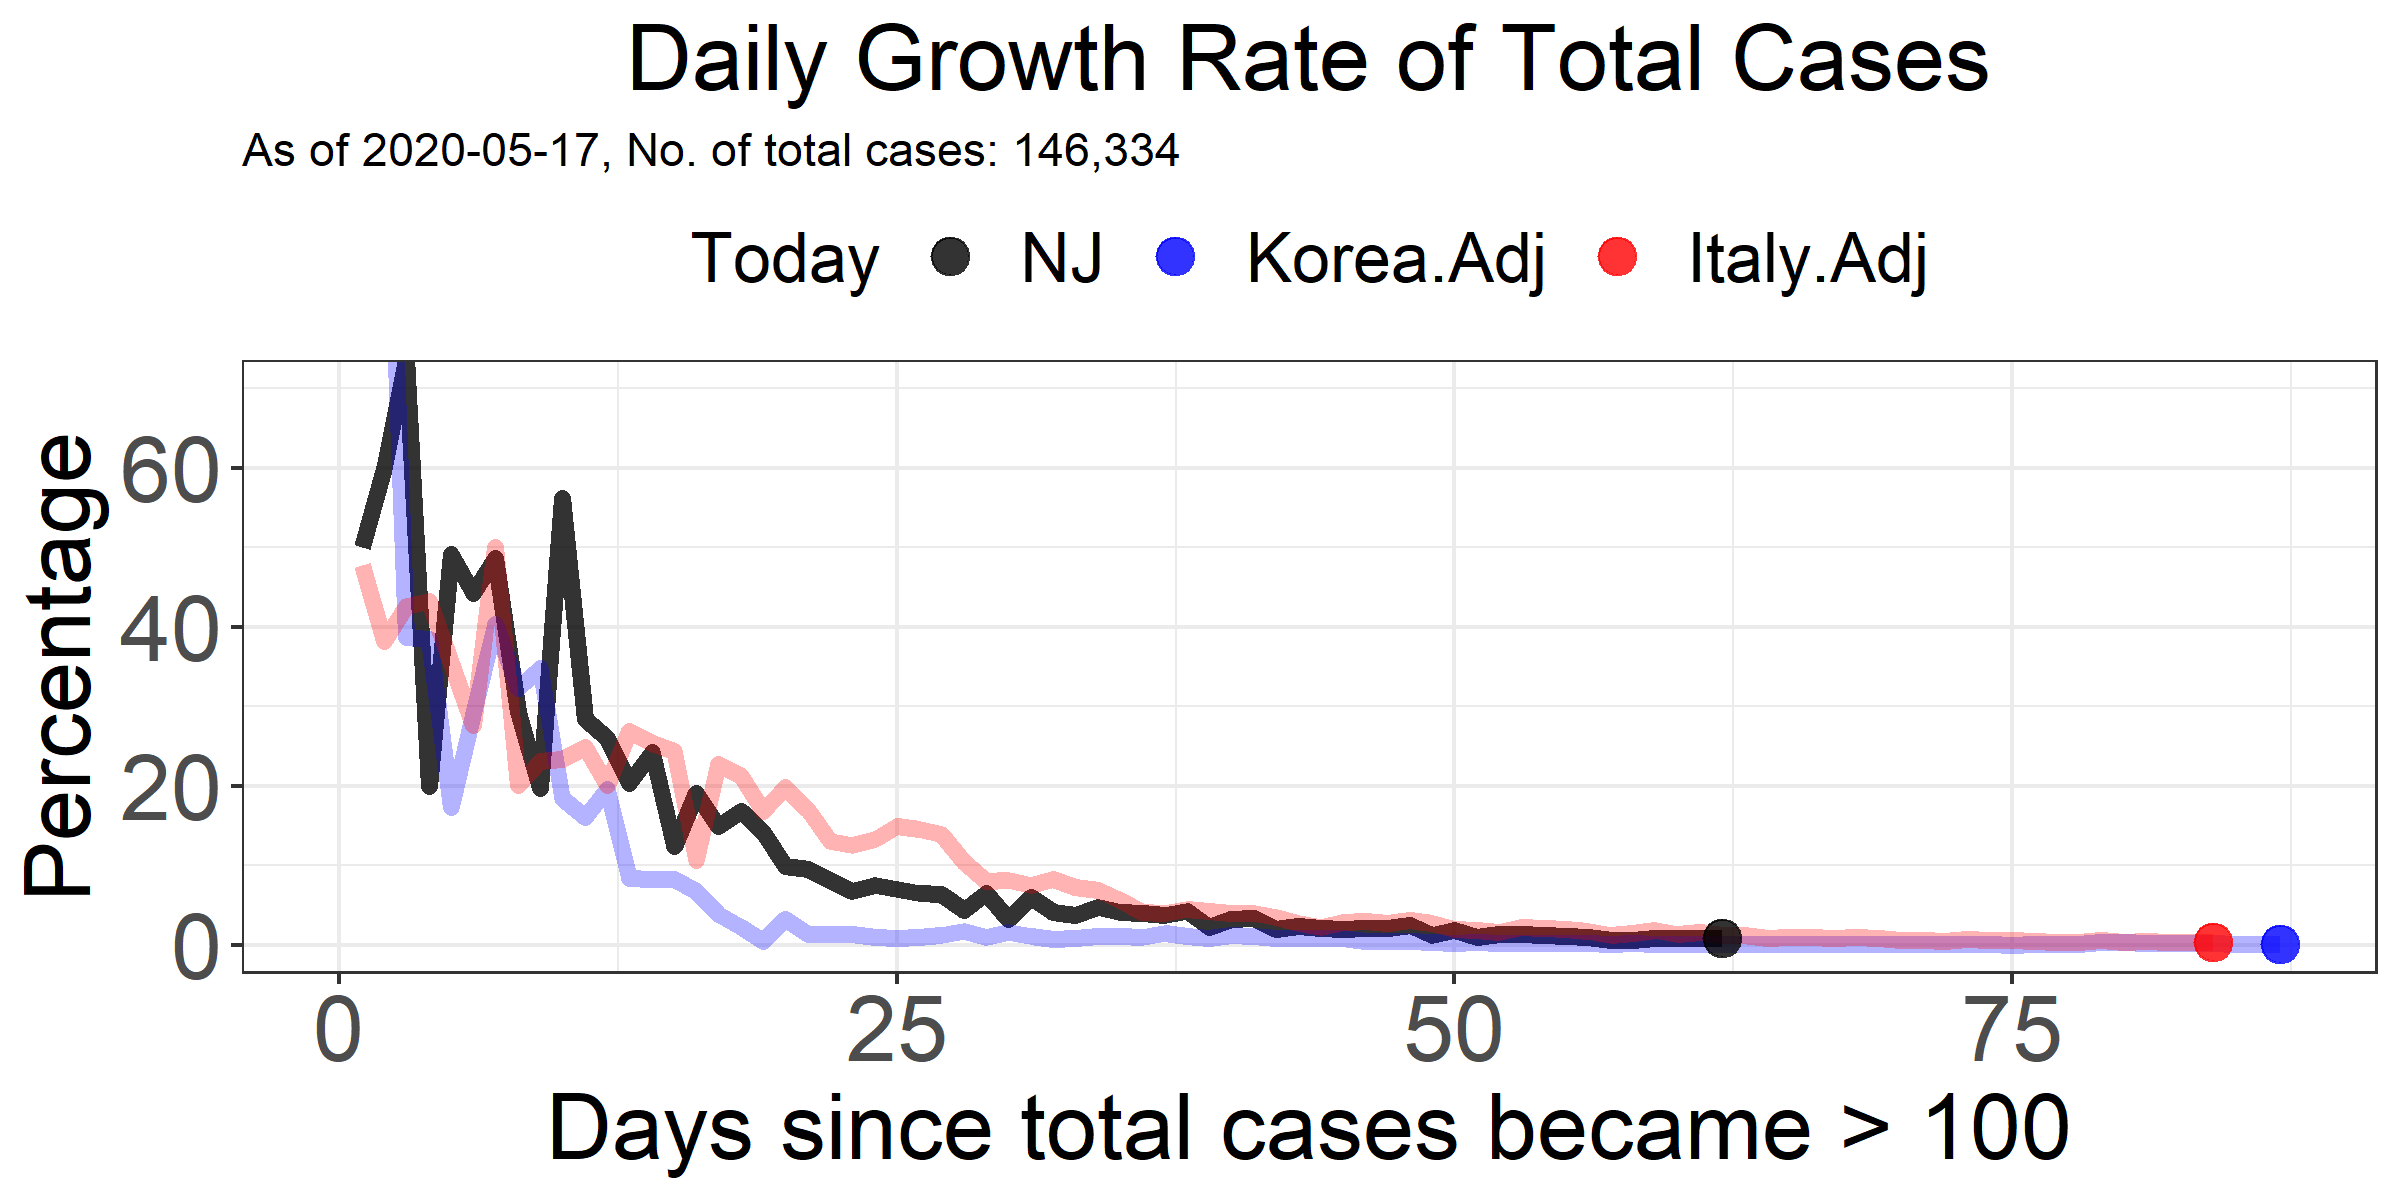 Daily Growth Rate of Total Cases
As of 2020-05-17, No. of total cases: 146,334
Today NJ Korea.Adj Italy.Adj
Percentage
60
40
20
0
0 25 50 75
Days since total cases became > 100